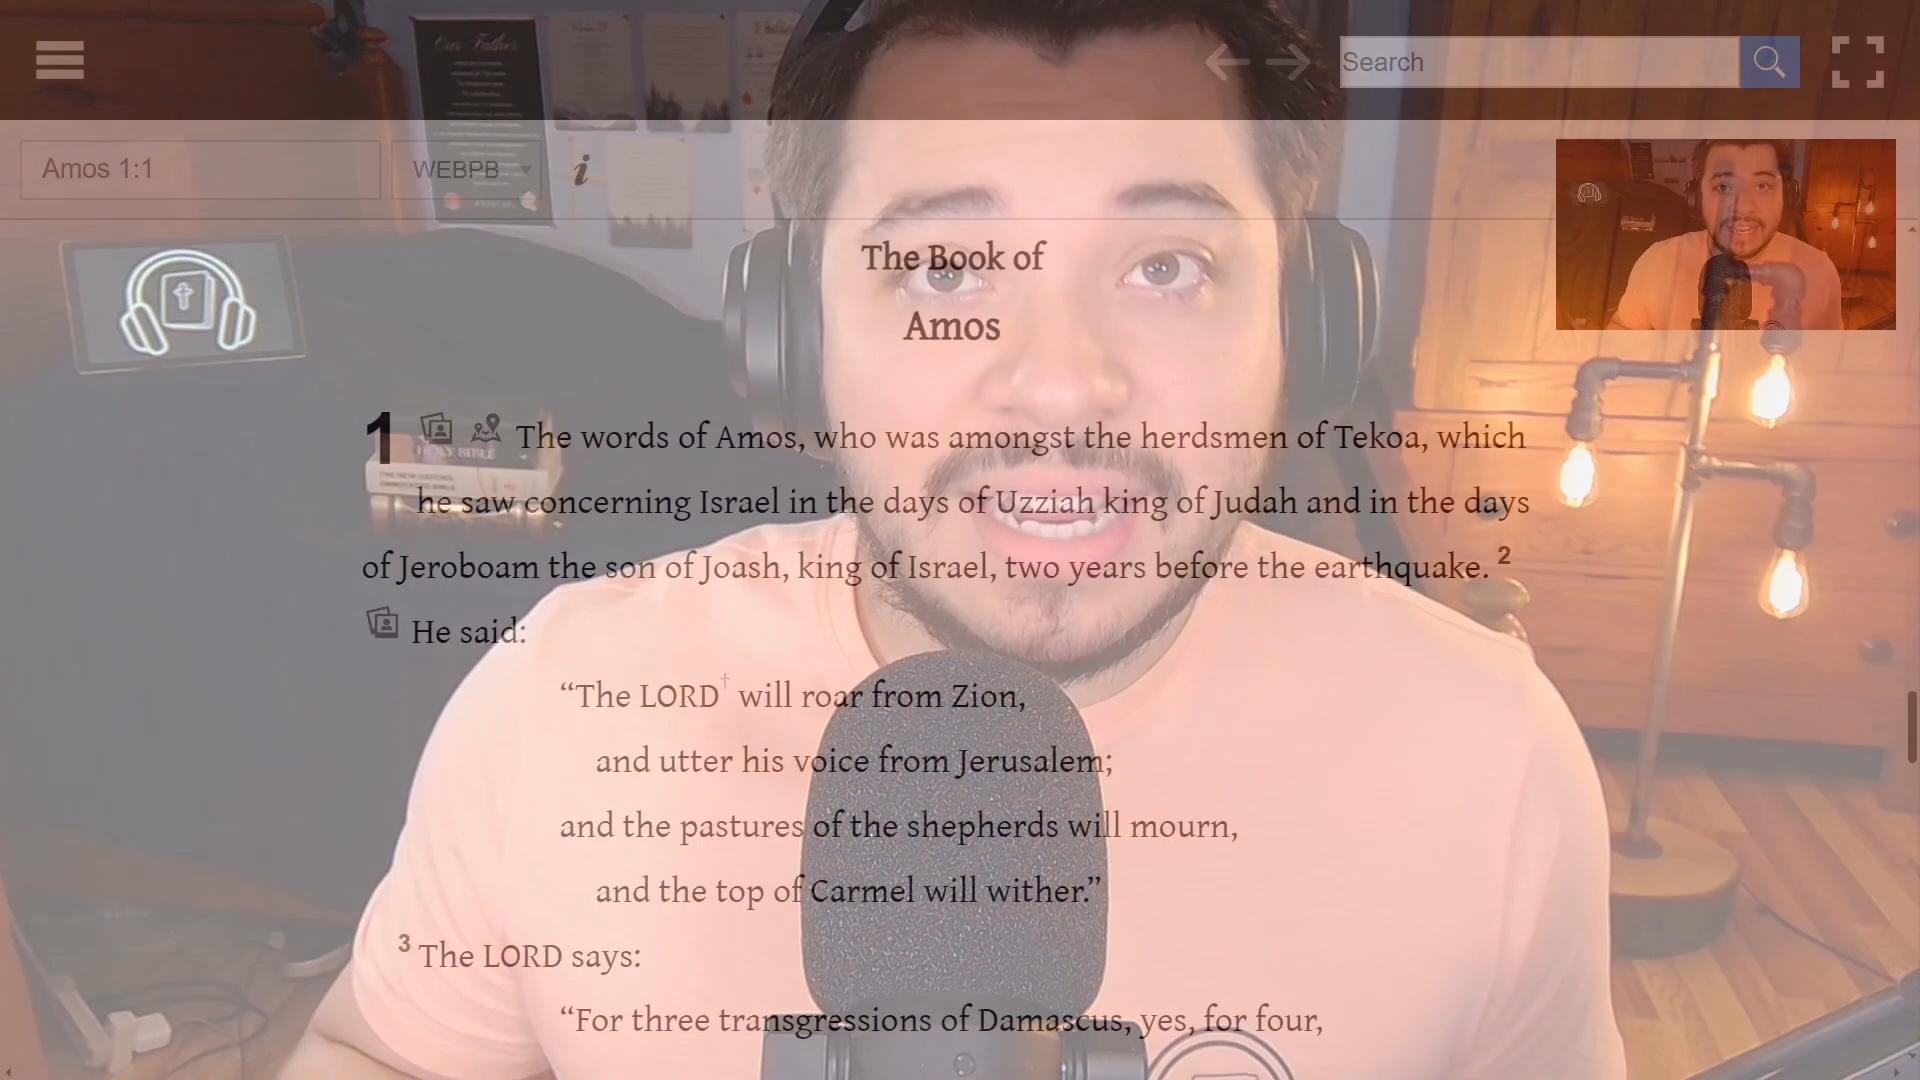 Our Father
Search
Amos 1:1
WEBPB
i
The Book of
Amos
1 The words of Amos, who was amongst the herdsmen of Tekoa, which
HOLY BIBLE
he saw concerning Israel in the days of Uzziah king of Judah and in the days
of Jeroboam the son of Joash, king of Israel, two years before the earthquake. 2
He said:
“The LORD† will roar from Zion,
and utter his voice from Jerusalem;
and the pastures of the shepherds will mourn,
and the top of Carmel will wither.”
3 The LORD says:
“For three transgressions of Damascus, yes, for four,